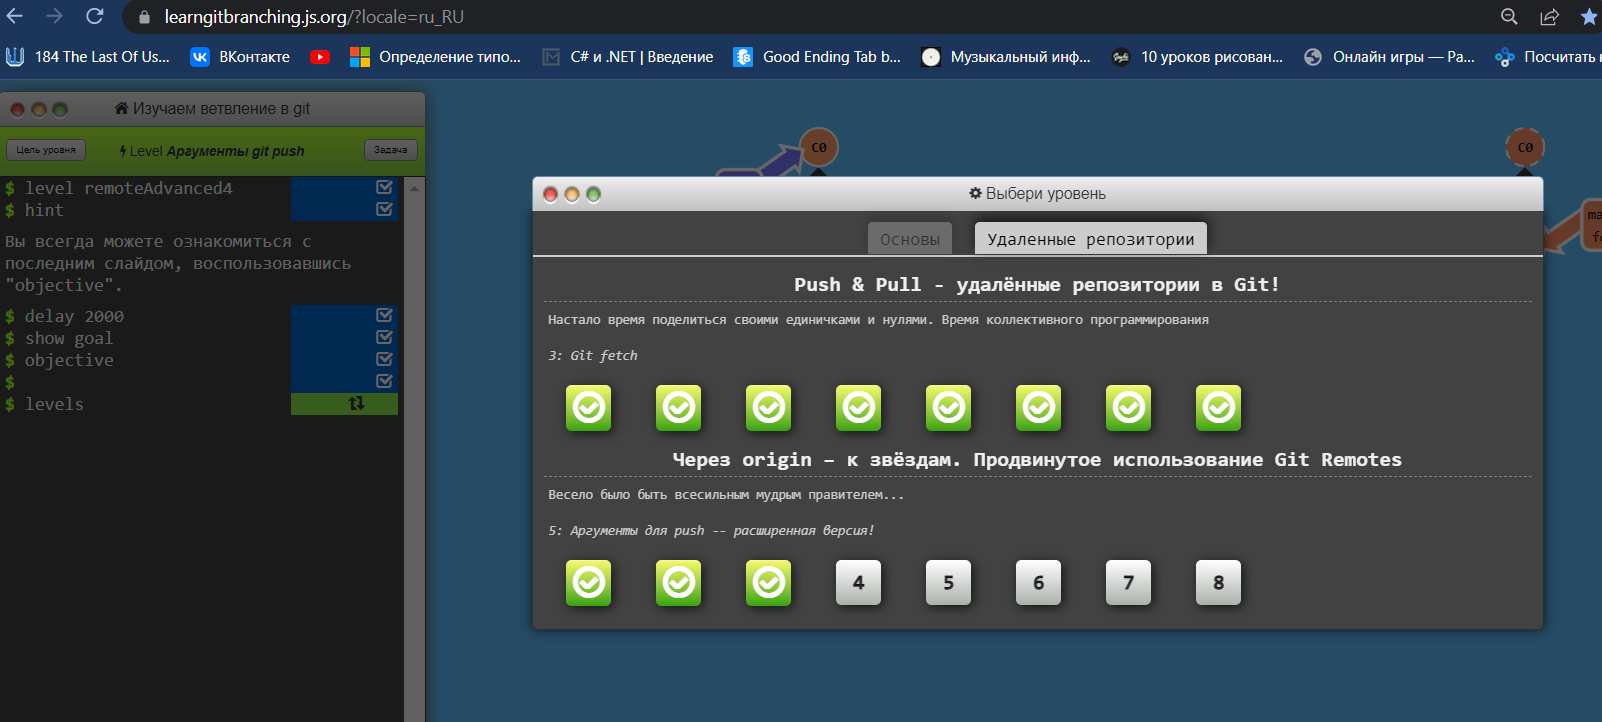 learngitbranching.js.org/?locale=ru_RU
184 The Last Of Us...
ВКонтакте
Определение типо...
C# и .NET | Введение
Good Ending Tab b...
Музыкальный инф...
10 уроков рисован...
Онлайн игры — Ра...
Посчитать
Изучаем ветвление в git
Цель уровня
Level Аргументы git push
Задача
$ level remoteAdvanced4
$ hint
Вы всегда можете ознакомиться с
последним слайдом, воспользовавшись
"objective".
$ delay 2000
$ show goal
$ objective
$
$ levels
C0
C0
ma
fo
Выбери уровень
Основы
Удаленные репозитории
Push & Pull - удалённые репозитории в Git!
Настало время поделиться своими единичками и нулями. Время коллективного программирования
3: Git fetch
Через origin – к звёздам. Продвинутое использование Git Remotes
Весело было быть всесильным мудрым правителем...
5: Аргументы для push -- расширенная версия!
4 5 6 7 8